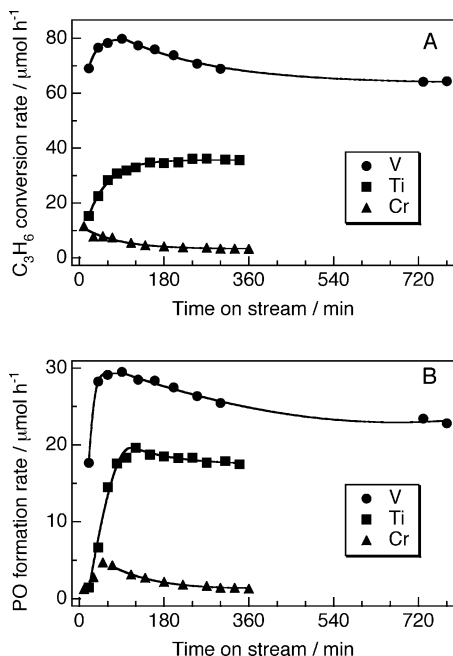 A
C₃H₆ conversion rate / μmol h⁻¹
80
60
40
20
0
V
Ti
Cr
0 180 360 540 720
Time on stream / min
B
PO formation rate / μmol h⁻¹
30
20
10
0
V
Ti
Cr
0 180 360 540 720
Time on stream / min